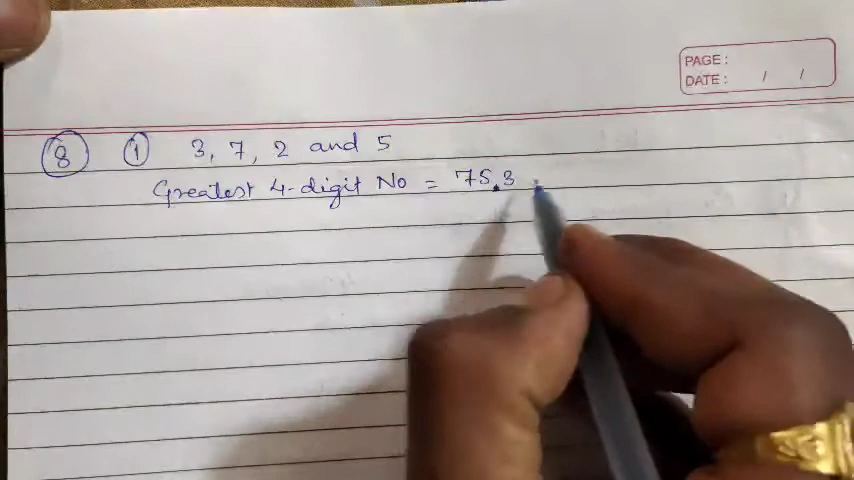 PAGE :
DATE : / /
8 1 3, 7, 2 and 5
Greatest 4-digit No = 753